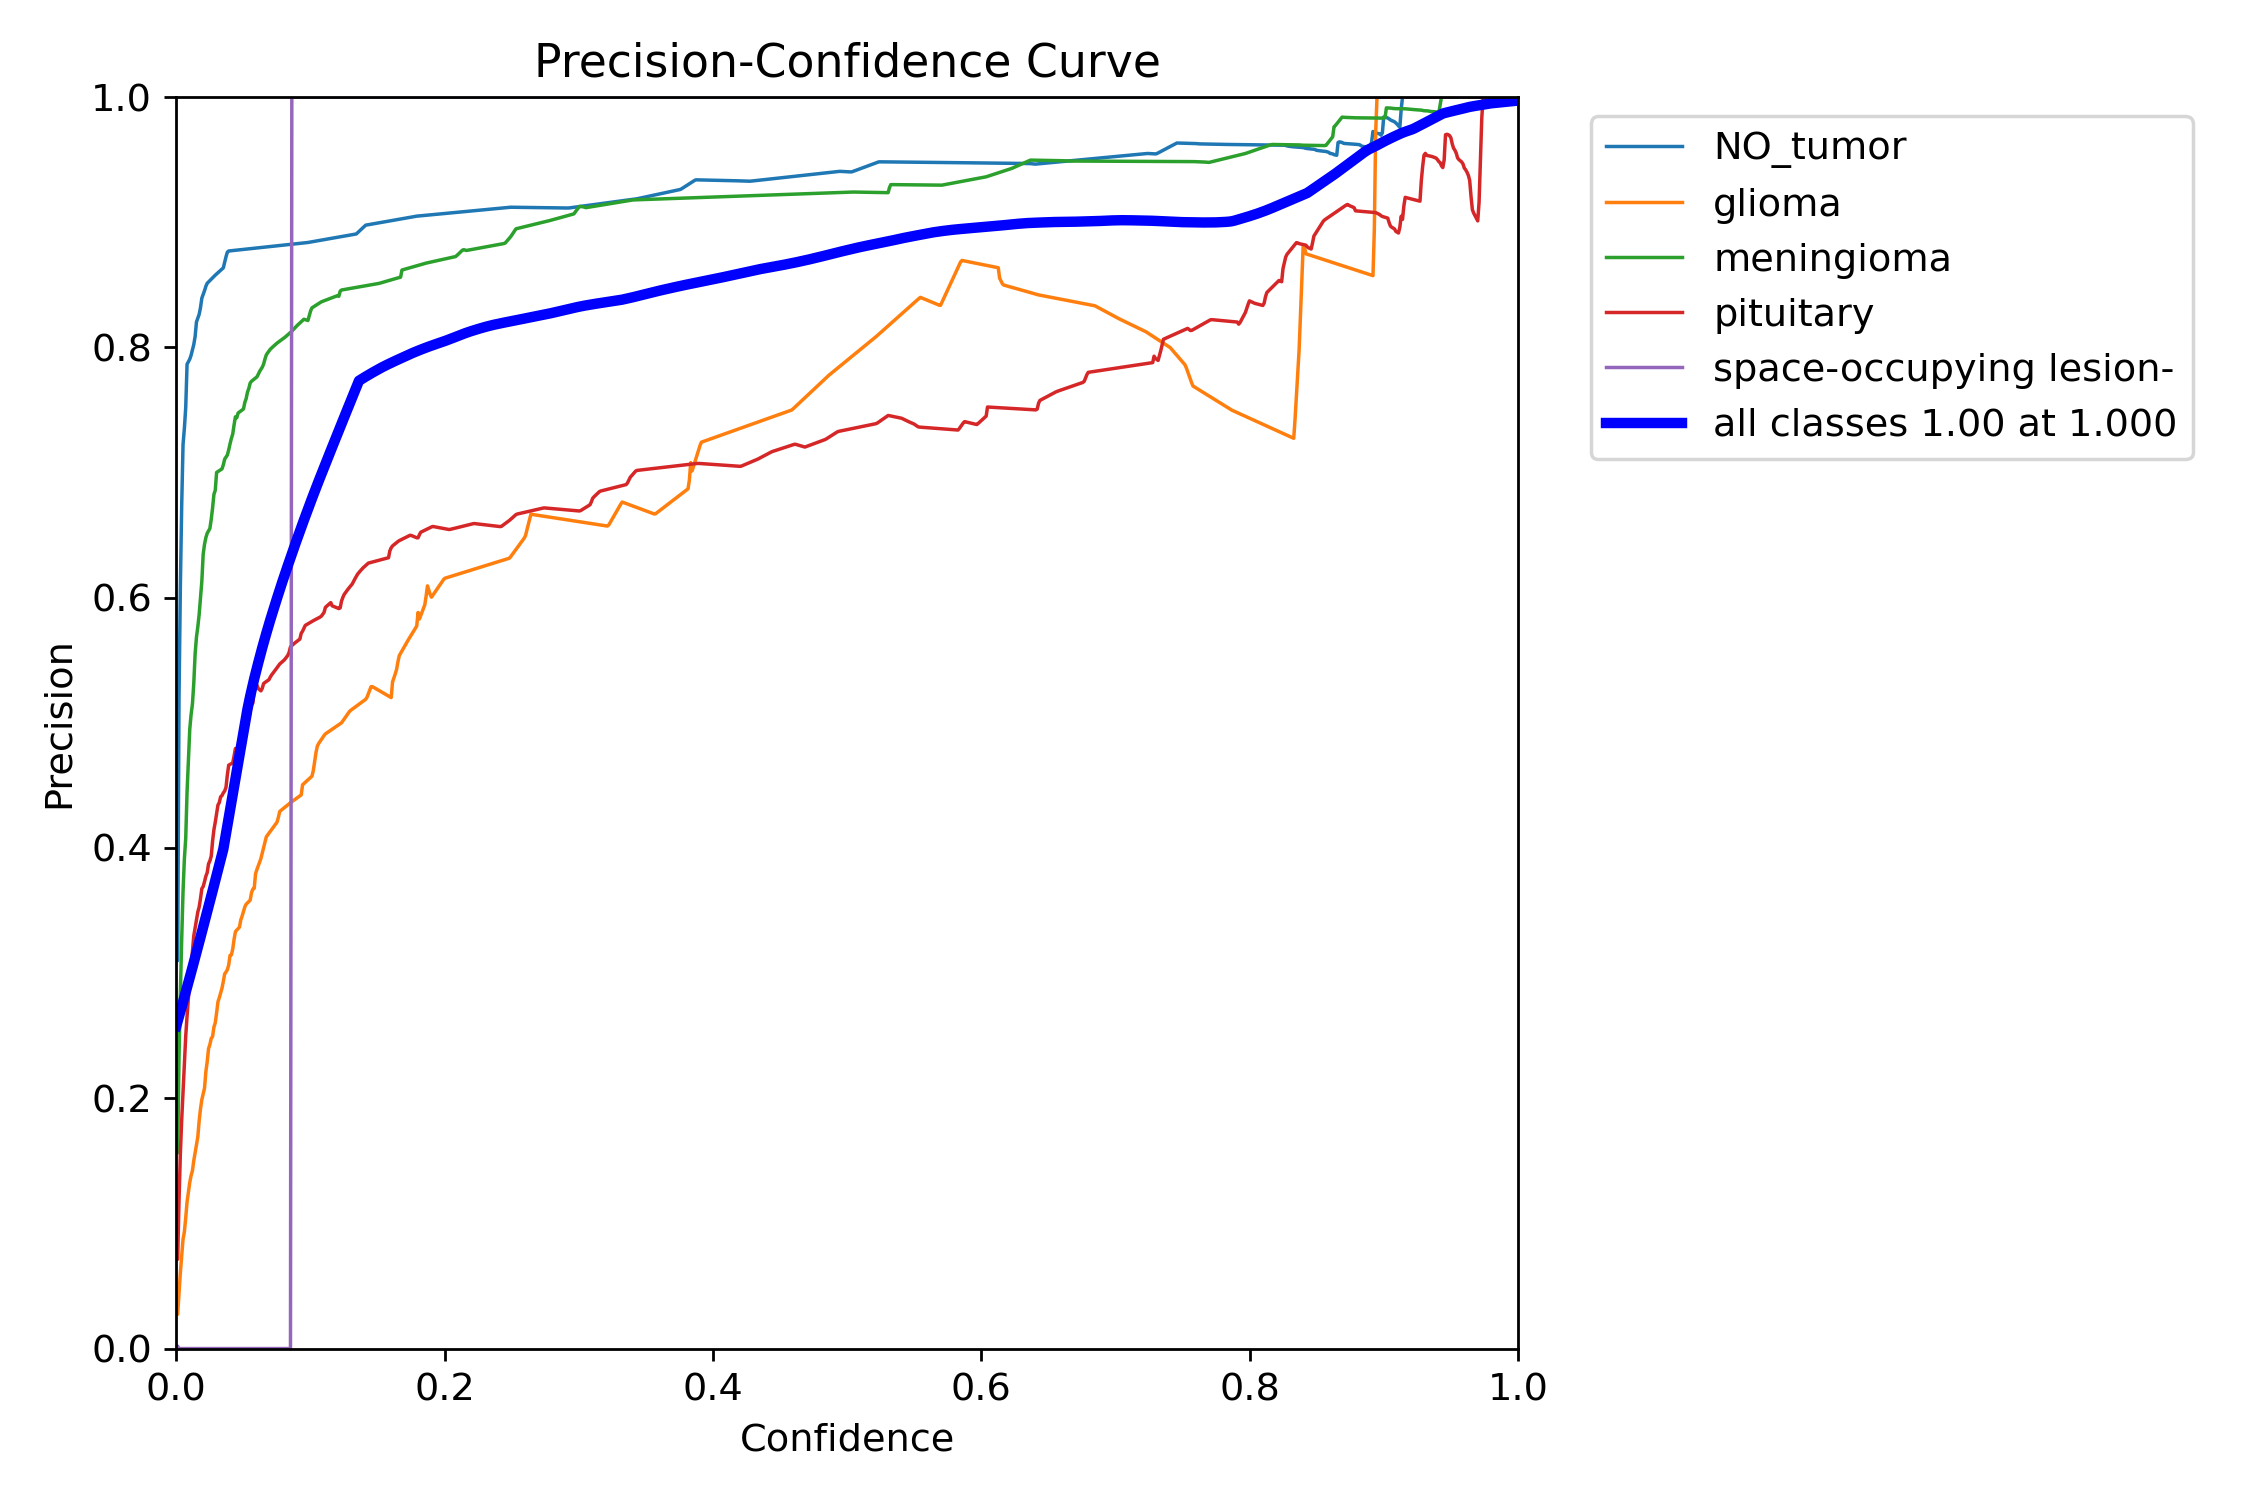 Precision-Confidence Curve
1.0
0.8
0.6
0.4
0.2
0.0
Precision
0.0 0.2 0.4 0.6 0.8 1.0
Confidence
NO_tumor
glioma
meningioma
pituitary
space-occupying lesion-
all classes 1.00 at 1.000